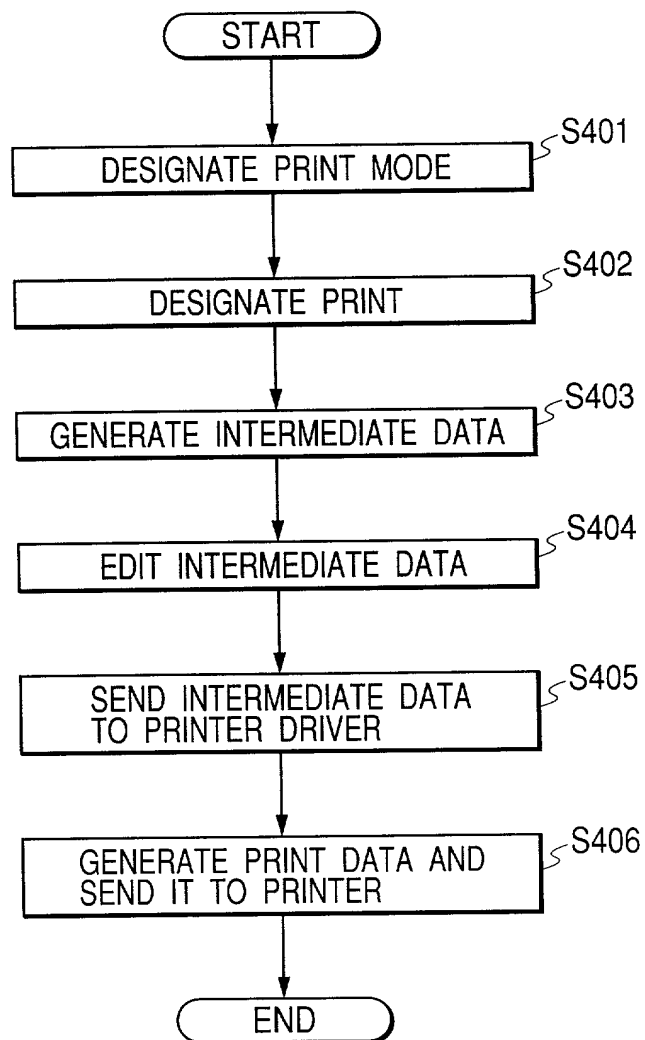 START
S401
DESIGNATE PRINT MODE
S402
DESIGNATE PRINT
S403
GENERATE INTERMEDIATE DATA
S404
EDIT INTERMEDIATE DATA
S405
SEND INTERMEDIATE DATA
TO PRINTER DRIVER
S406
GENERATE PRINT DATA AND
SEND IT TO PRINTER
END